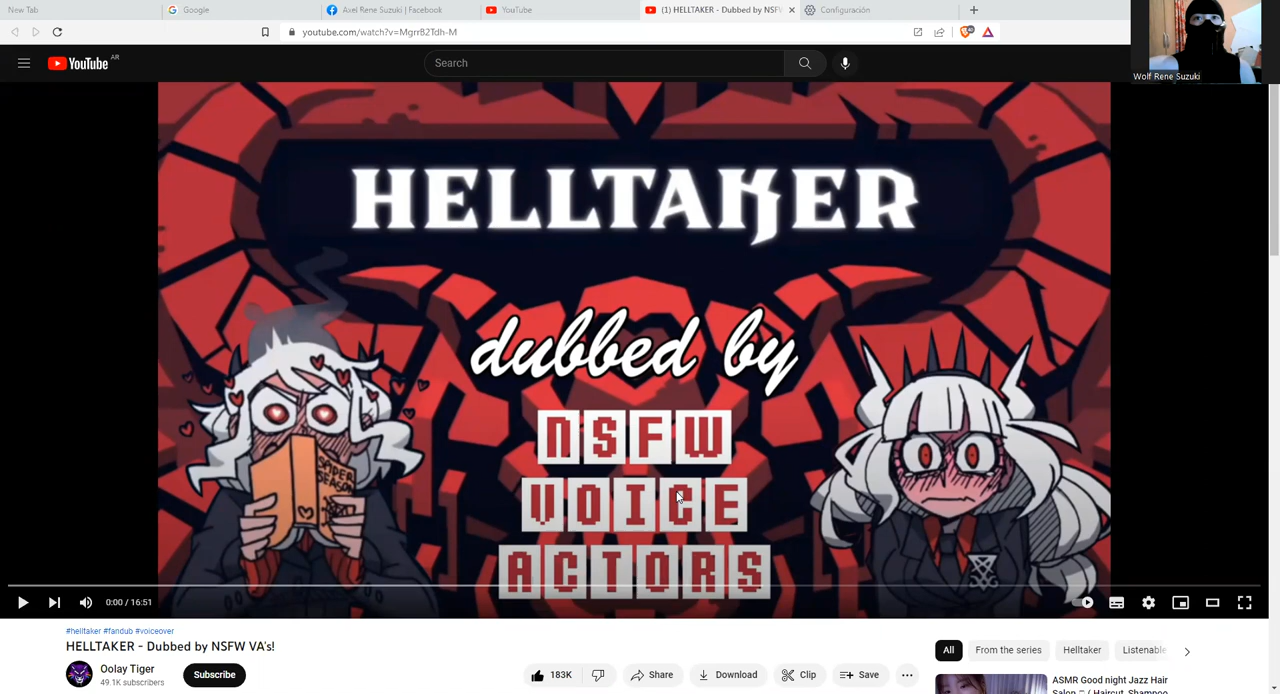 New Tab
Google
Axel Rene Suzuki | Facebook
YouTube
(1) HELLTAKER - Dubbed by NSFW
Configuración
youtube.com/watch?v=MgrrB2Tdh-M
Wolf Rene Suzuki
YouTube AR
Search
HELLTAKER
dubbed by
NSFW
VOICE
ACTORS
0:00 / 16:51
#helltaker #fandub #voiceover
HELLTAKER - Dubbed by NSFW VA's!
Oolay Tiger
49.1K subscribers
Subscribe
183K
Share
Download
Clip
Save
All
From the series
Helltaker
Listenable
ASMR Good night Jazz Hair